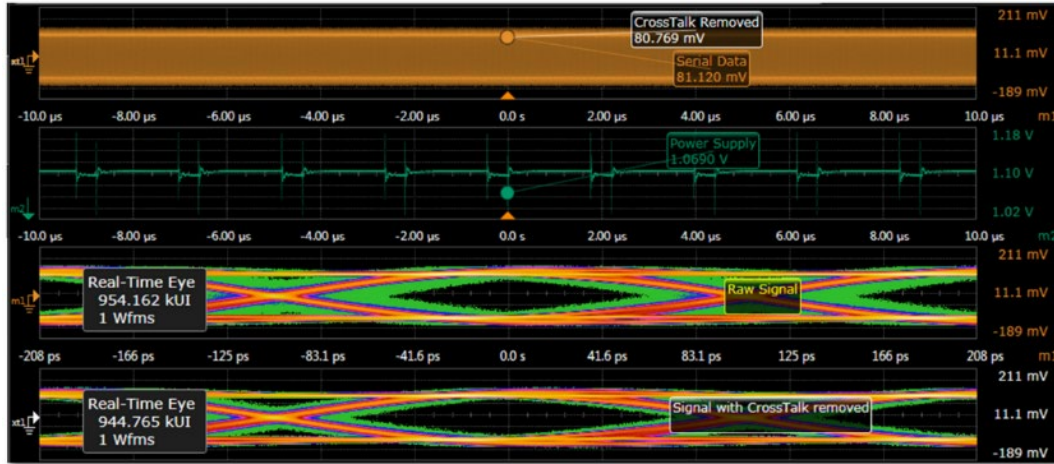 211 mV
CrossTalk Removed
80.769 mV
11.1 mV
Serial Data
81.120 mV
-189 mV
-10.0 µs -8.00 µs -6.00 µs -4.00 µs -2.00 µs 0.0 s 2.00 µs 4.00 µs 6.00 µs 8.00 µs 10.0 µs m1
1.18 V
Power Supply
1.0690 V
1.10 V
m2
1.02 V
-10.0 µs -8.00 µs -6.00 µs -4.00 µs -2.00 µs 0.0 s 2.00 µs 4.00 µs 6.00 µs 8.00 µs 10.0 µs m2
211 mV
Real-Time Eye
954.162 kUI
1 Wfms
Raw Signal
m1
11.1 mV
-189 mV
-208 ps -166 ps -125 ps -83.1 ps -41.6 ps 0.0 s 41.6 ps 83.1 ps 125 ps 166 ps 208 ps m1
211 mV
Real-Time Eye
944.765 kUI
1 Wfms
Signal with CrossTalk removed
xt1
11.1 mV
-189 mV